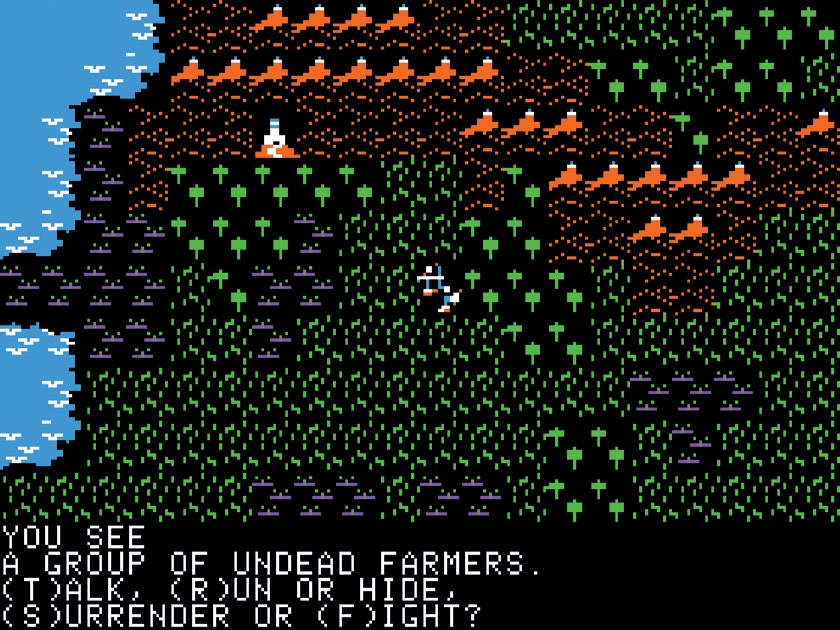 YOU SEE
A GROUP OF UNDEAD FARMERS.
(T)ALK, (R)UN OR HIDE,
(S)URRENDER OR (F)IGHT?